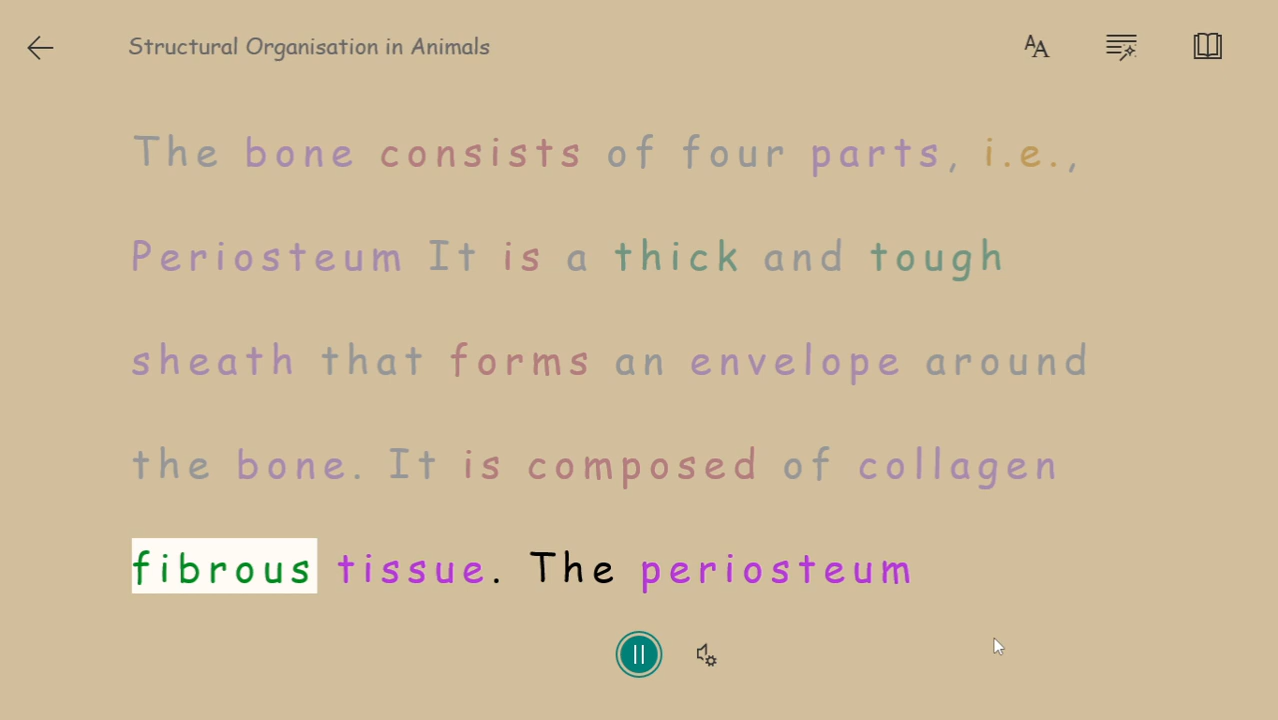 Structural Organisation in Animals
The bone consists of four parts, i.e.,
Periosteum It is a thick and tough
sheath that forms an envelope around
the bone. It is composed of collagen
fibrous tissue. The periosteum